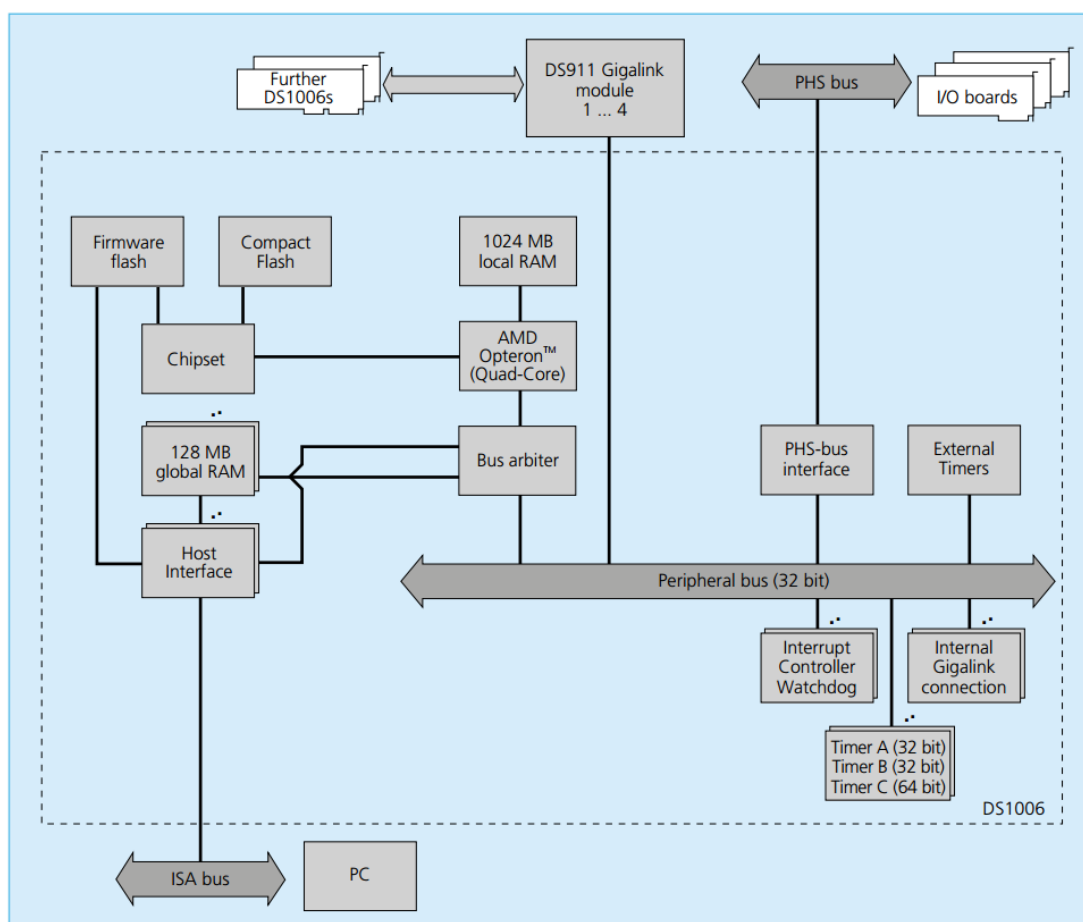 Further
DS1006s
DS911 Gigalink
module
1 ... 4
PHS bus
I/O boards
Firmware
flash
Compact
Flash
1024 MB
local RAM
Chipset
AMD
Opteron™
(Quad-Core)
128 MB
global RAM
Bus arbiter
PHS-bus
interface
External
Timers
Host
Interface
Peripheral bus (32 bit)
Interrupt
Controller
Watchdog
Internal
Gigalink
connection
Timer A (32 bit)
Timer B (32 bit)
Timer C (64 bit)
DS1006
ISA bus
PC